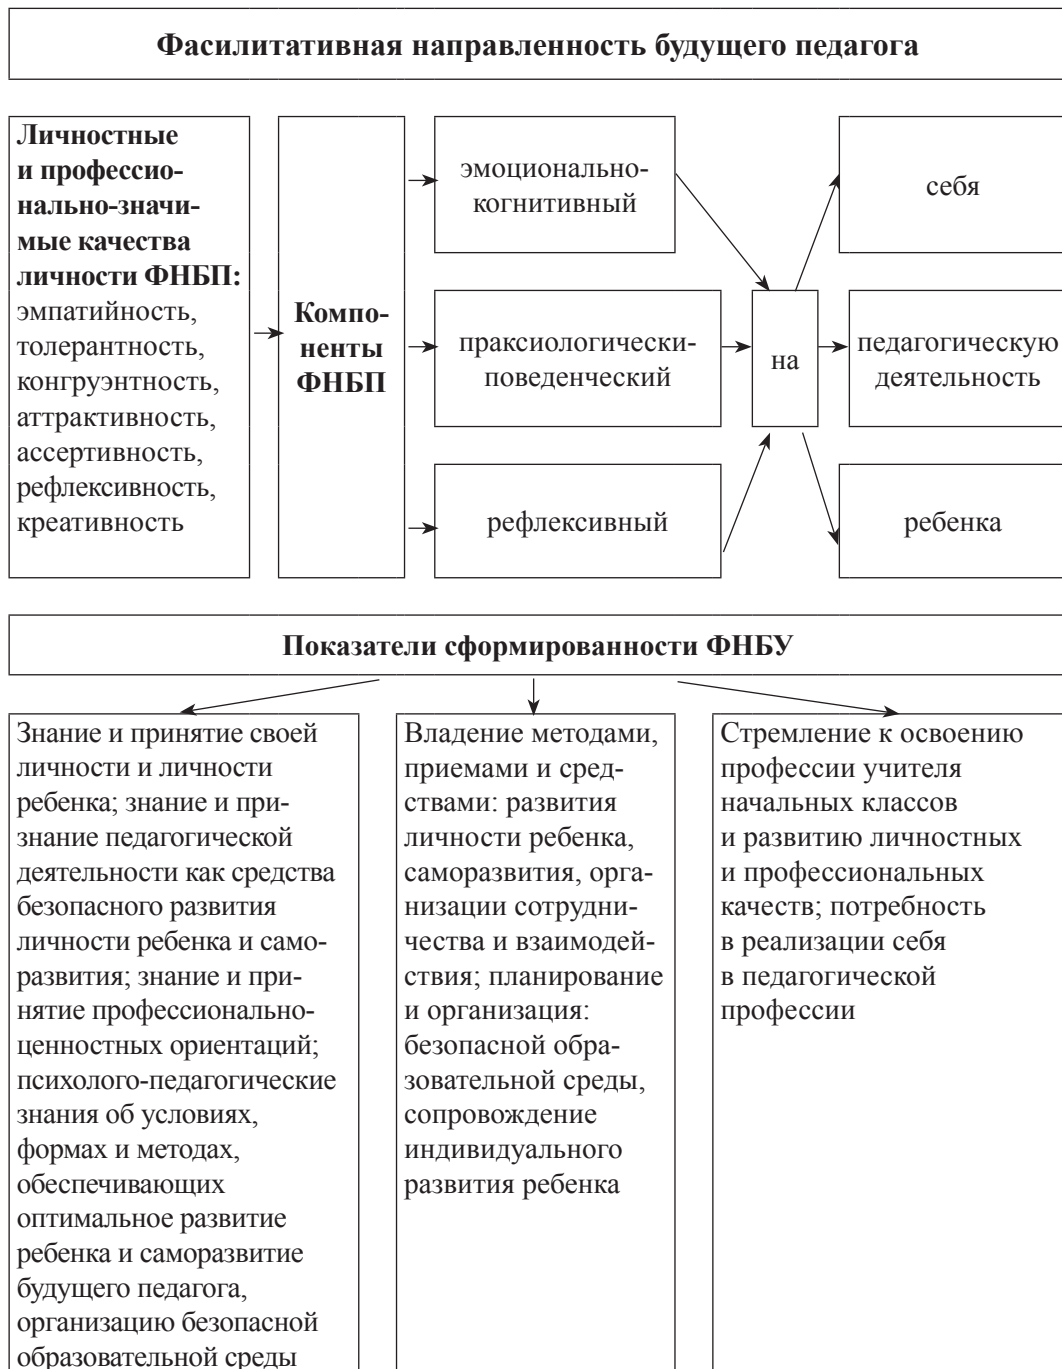 Фасилитативная направленность будущего педагога
Личностные
и профессио-
нально-значи-
мые качества
личности ФНБП:
эмпатийность,
толерантность,
конгруэнтность,
аттрактивность,
ассертивность,
рефлексивность,
креативность
Компо-
ненты
ФНБП
эмоционально-
когнитивный
праксиологически-
поведенческий
рефлексивный
на
себя
педагогическую
деятельность
ребенка
Показатели сформированности ФНБУ
Знание и принятие своей
личности и личности
ребенка; знание и при-
знание педагогической
деятельности как средства
безопасного развития
личности ребенка и само-
развития; знание и при-
нятие профессионально-
ценностных ориентаций;
психолого-педагогические
знания об условиях,
формах и методах,
обеспечивающих
оптимальное развитие
ребенка и саморазвитие
будущего педагога,
организацию безопасной
образовательной среды
Владение методами,
приемами и сред-
ствами: развития
личности ребенка,
саморазвития, орга-
низации сотрудни-
чества и взаимодей-
ствия; планирование
и организация:
безопасной обра-
зовательной среды,
сопровождение
индивидуального
развития ребенка
Стремление к освоению
профессии учителя
начальных классов
и развитию личностных
и профессиональных
качеств; потребность
в реализации себя
в педагогической
профессии